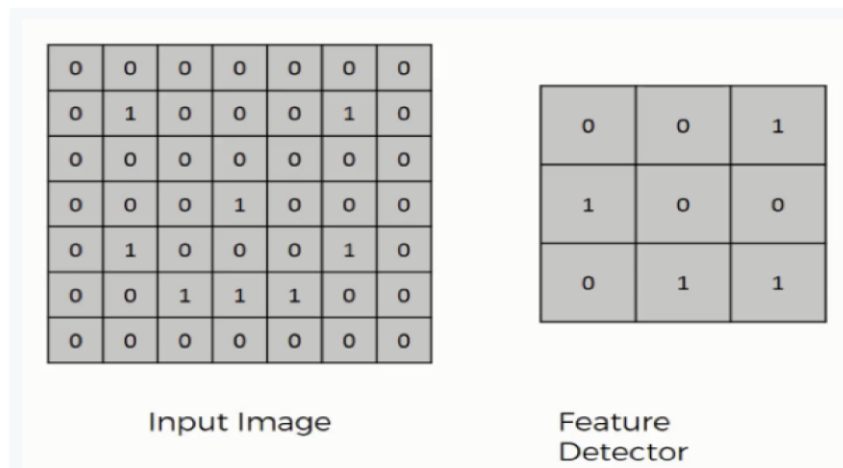 0 0 0 0 0 0 0
0 1 0 0 0 1 0
0 0 0 0 0 0 0
0 0 0 1 0 0 0
0 1 0 0 0 1 0
0 0 1 1 1 0 0
0 0 0 0 0 0 0
Input Image
0 0 1
1 0 0
0 1 1
Feature
Detector